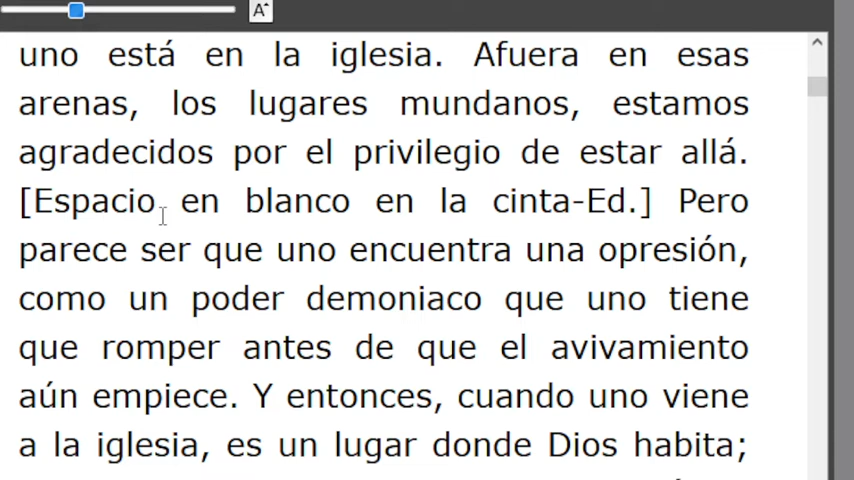 A
uno está en la iglesia. Afuera en esas
arenas, los lugares mundanos, estamos
agradecidos por el privilegio de estar allá.
[Espacio en blanco en la cinta-Ed.] Pero
parece ser que uno encuentra una opresión,
como un poder demoniaco que uno tiene
que romper antes de que el avivamiento
aún empiece. Y entonces, cuando uno viene
a la iglesia, es un lugar donde Dios habita;